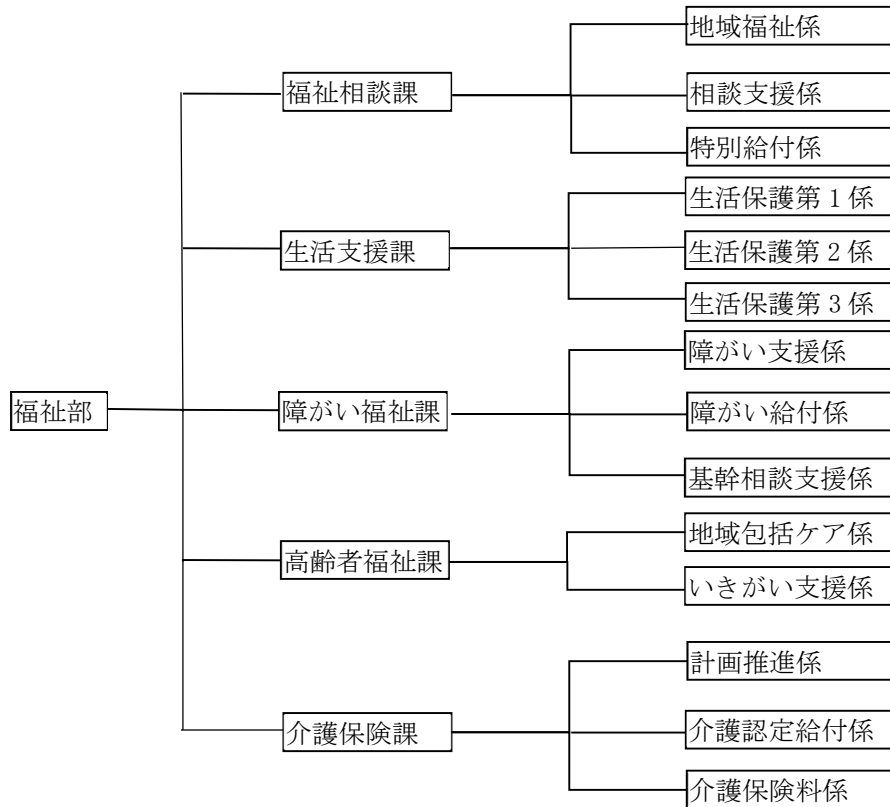 福祉部
福祉相談課
地域福祉係
相談支援係
特別給付係
生活支援課
生活保護第1係
生活保護第2係
生活保護第3係
障がい福祉課
障がい支援係
障がい給付係
基幹相談支援係
高齢者福祉課
地域包括ケア係
いきがい支援係
介護保険課
計画推進係
介護認定給付係
介護保険料係